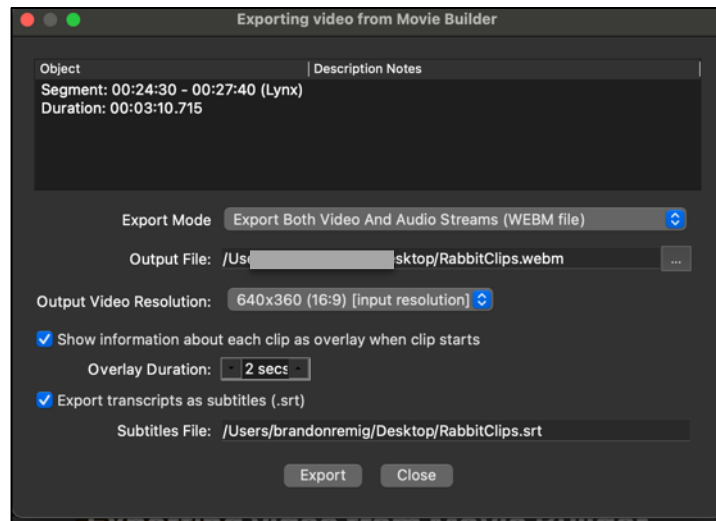 Exporting video from Movie Builder
Object Description Notes
Segment: 00:24:30 - 00:27:40 (Lynx)
Duration: 00:03:10.715
Export Mode Export Both Video And Audio Streams (WEBM file)
Output File: /Use sktop/RabbitClips.webm ...
Output Video Resolution: 640x360 (16:9) [input resolution]
Show information about each clip as overlay when clip starts
Overlay Duration: 2 secs
Export transcripts as subtitles (.srt)
Subtitles File: /Users/brandonremig/Desktop/RabbitClips.srt
Export Close